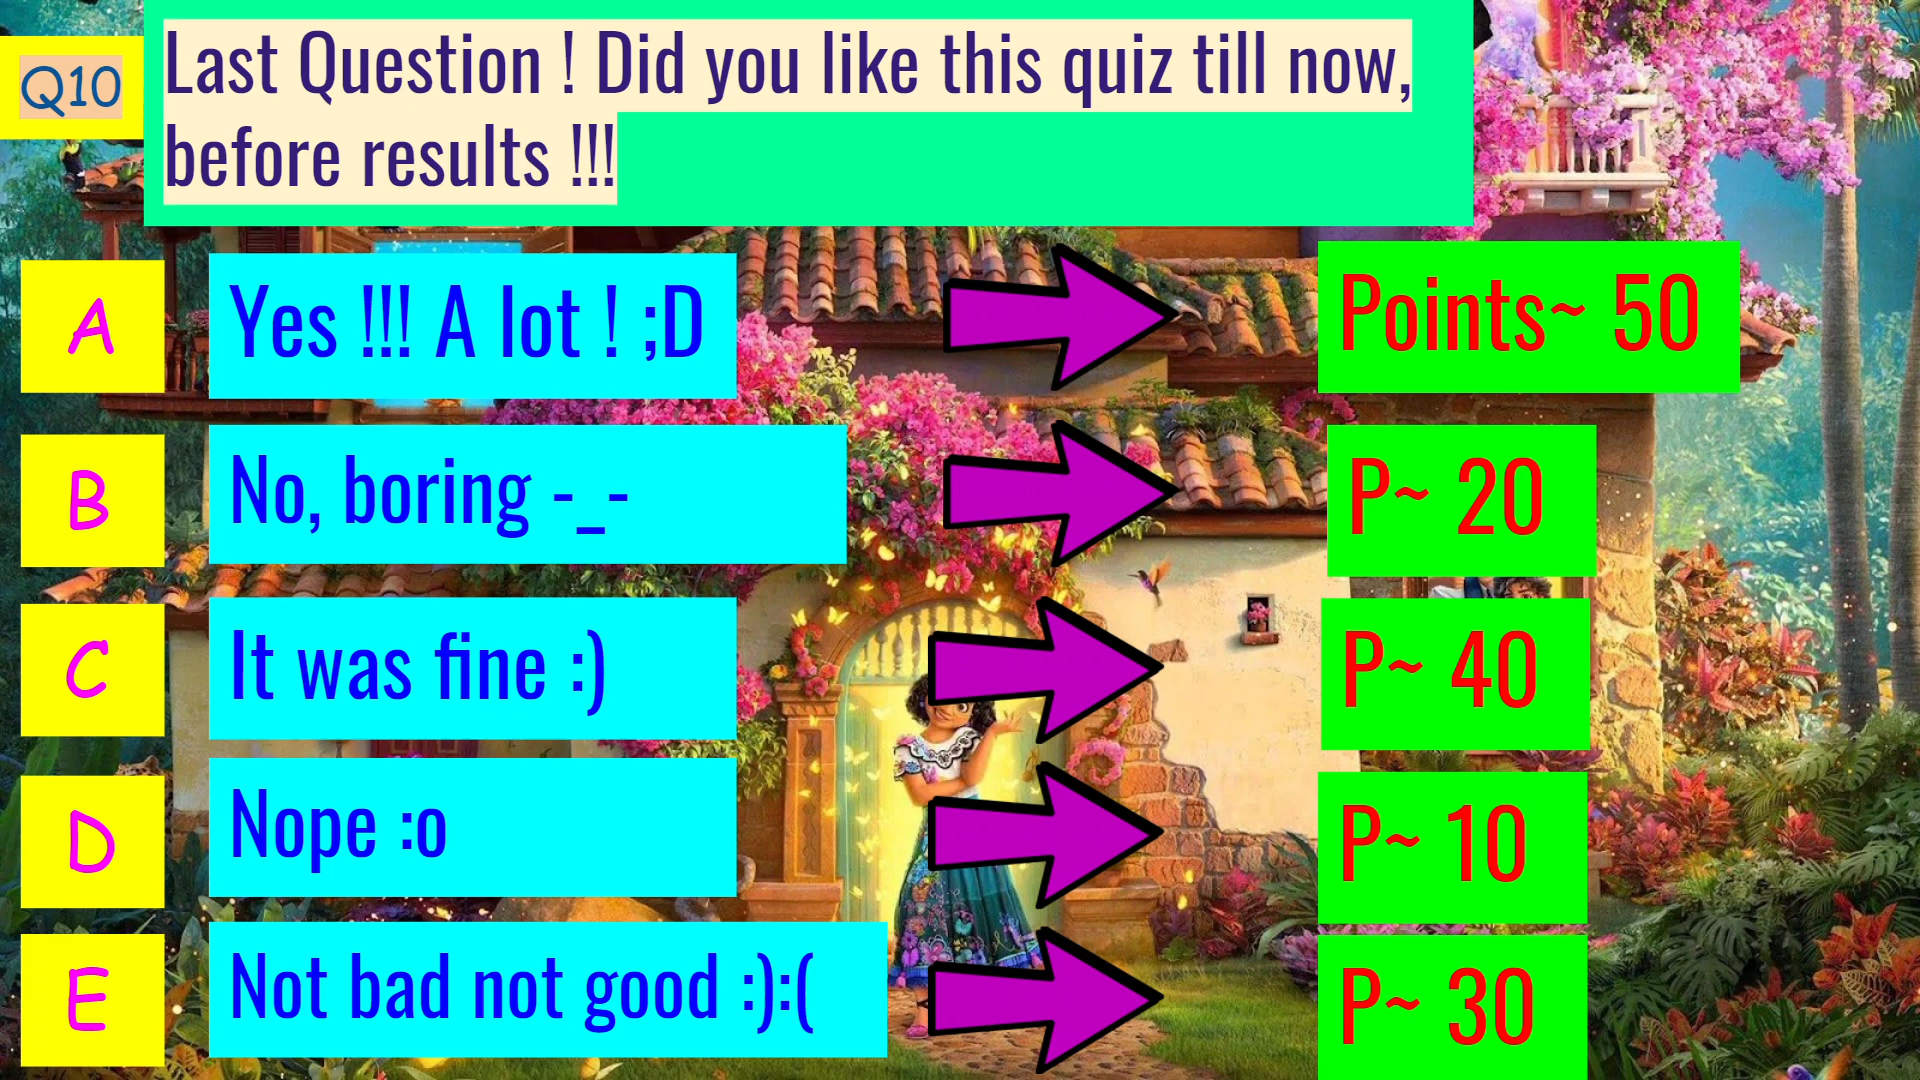 Q10
Last Question ! Did you like this quiz till now,
before results !!!
A
Yes !!! A lot ! ;D
Points~ 50
B
No, boring -_-
P~ 20
C
It was fine :)
P~ 40
D
Nope :o
P~ 10
E
Not bad not good :):(
P~ 30